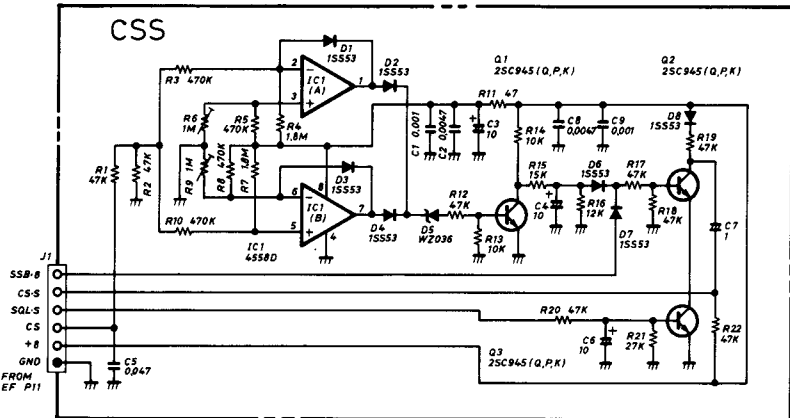 CSS
D1
1SS53
D2
1SS53
Q1
2SC945(Q,P,K)
Q2
2SC945(Q,P,K)
R3 470K
2
IC1
(A)
1
3
R6
1M
R5
470K
R4
1.8M
R11 47
C1 0,001
C2 0,0047
C3
10
R14
10K
C8
0,0047
C9
0,001
D8
1SS53
R19
47K
R1
47K
R2 47K
R9 1M
R8 470K
R7 1.8M
D3
1SS53
8
6
IC1
(B)
7
5
4
R10 470K
IC1
4558D
D4
1SS53
D5
WZ036
R12
47K
R13
10K
R15
15K
C4
10
D6
1SS53
R16
12K
R17
47K
D7
1SS53
R18
47K
C7
1
J1
SSB·B
CS·S
SQL·S
CS
+B
GND
FROM
EF P11
C5
0,047
R20 47K
C6
10
R21
27K
R22
47K
Q3
2SC945(Q,P,K)